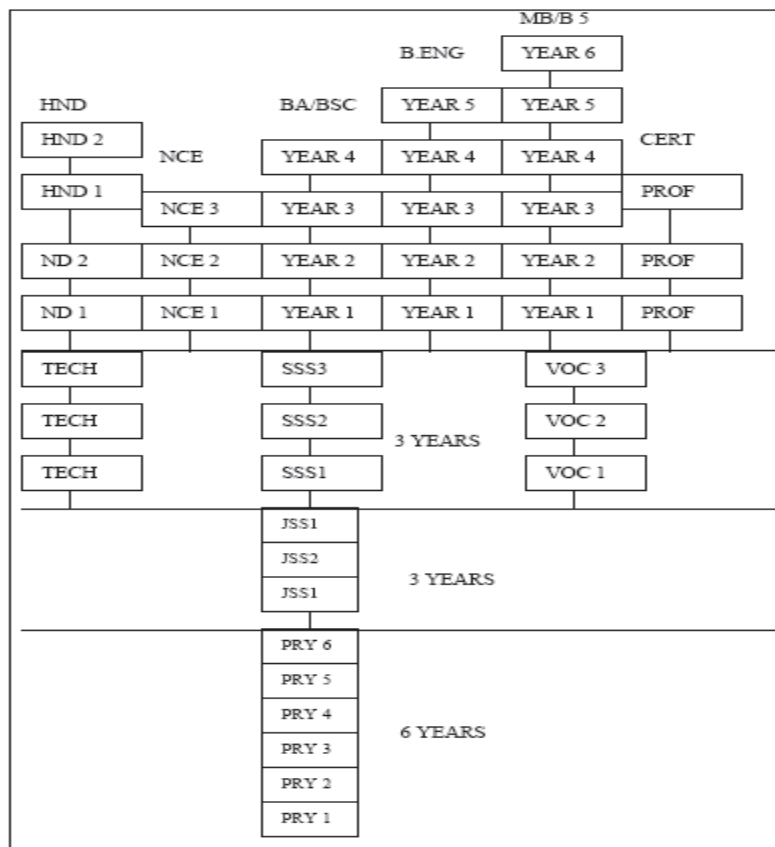 MB/B 5
B.ENG YEAR 6
HND BA/BSC YEAR 5 YEAR 5
HND 2 NCE YEAR 4 YEAR 4 YEAR 4 CERT
HND 1 NCE 3 YEAR 3 YEAR 3 YEAR 3 PROF
ND 2 NCE 2 YEAR 2 YEAR 2 YEAR 2 PROF
ND 1 NCE 1 YEAR 1 YEAR 1 YEAR 1 PROF
TECH SSS3 VOC 3
TECH SSS2 VOC 2
3 YEARS
TECH SSS1 VOC 1
JSS1
JSS2
3 YEARS
JSS1
PRY 6
PRY 5
PRY 4
6 YEARS
PRY 3
PRY 2
PRY 1